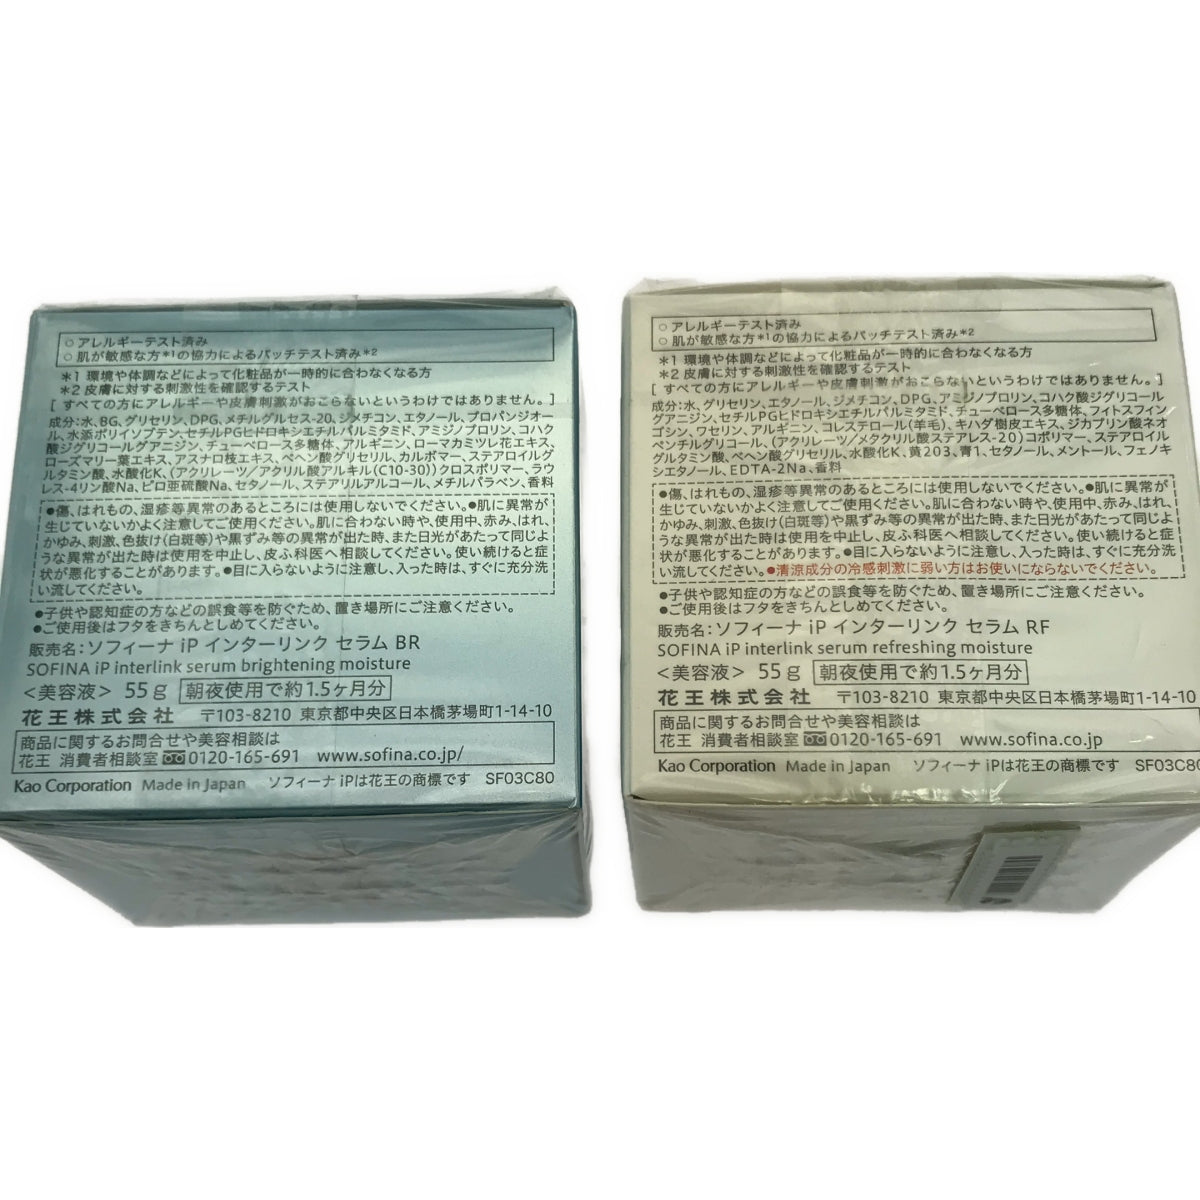 ○アレルギーテスト済み
○肌が敏感な方*1の協力によるパッチテスト済み*2
*1 環境や体調などによって化粧品が一時的に合わなくなる方
*2 皮膚に対する刺激性を確認するテスト
[ すべての方にアレルギーや皮膚刺激がおこらないというわけではありません。]
成分:水、BG、グリセリン、DPG、メチルグルセス-20、ジメチコン、エタノール、プロパンジオー
ル、水添ポリイソブテン、セチルPGヒドロキシエチルパルミタミド、アミジノプロリン、コハク
酸ジグリコールグアニジン、チューベロース多糖体、アルギニン、ローマカミツレ花エキス、
ローズマリー葉エキス、アスナロ枝エキス、ベヘン酸グリセリル、カルボマー、ステアロイルグ
ルタミン酸、水酸化K、(アクリレーツ/アクリル酸アルキル(C10-30))クロスポリマー、ラウ
レス-4リン酸Na、ピロ亜硫酸Na、セタノール、ステアリルアルコール、メチルパラベン、香料
●傷、はれもの、湿疹等異常のあるところには使用しないでください。●肌に異常が
生じていないかよく注意してご使用ください。肌に合わない時や、使用中、赤み、はれ、
かゆみ、刺激、色抜け(白斑等)や黒ずみ等の異常が出た時、また日光があたって同じよ
うな異常が出た時は使用を中止し、皮ふ科医へ相談してください。使い続けると症
状が悪化することがあります。●目に入らないように注意し、入った時は、すぐに充分洗
い流してください。
●子供や認知症の方などの誤食等を防ぐため、置き場所にご注意ください。
●ご使用後はフタをきちんとしめてください。
販売名:ソフィーナ iP インターリンク セラム BR
SOFINA iP interlink serum brightening moisture
<美容液> 55g 朝夜使用で約1.5ヶ月分
花王株式会社 〒103-8210 東京都中央区日本橋茅場町1-14-10
商品に関するお問合せや美容相談は
花王 消費者相談室 0120-165-691 www.sofina.co.jp/
Kao Corporation Made in Japan ソフィーナ iPは花王の商標です SF03C80
○アレルギーテスト済み
○肌が敏感な方*1の協力によるパッチテスト済み*2
*1 環境や体調などによって化粧品が一時的に合わなくなる方
*2 皮膚に対する刺激性を確認するテスト
[ すべての方にアレルギーや皮膚刺激がおこらないというわけではありません。]
成分:水、グリセリン、エタノール、ジメチコン、DPG、アミジノプロリン、コハク酸ジグリコール
グアニジン、セチルPGヒドロキシエチルパルミタミド、チューベロース多糖体、フィトスフィン
ゴシン、ワセリン、アルギニン、コレステロール(羊毛)、キハダ樹皮エキス、ジカプリン酸ネオ
ペンチルグリコール、(アクリレーツ/メタクリル酸ステアレス-20)コポリマー、ステアロイル
グルタミン酸、ベヘン酸グリセリル、水酸化K、黄203、青1、セタノール、メントール、フェノキ
シエタノール、EDTA-2Na、香料
●傷、はれもの、湿疹等異常のあるところには使用しないでください。●肌に異常が
生じていないかよく注意してご使用ください。肌に合わない時や、使用中、赤み、はれ、
かゆみ、刺激、色抜け(白斑等)や黒ずみ等の異常が出た時、また日光があたって同じよ
うな異常が出た時は使用を中止し、皮ふ科医へ相談してください。使い続けると症
状が悪化することがあります。●目に入らないように注意し、入った時は、すぐに充分洗
い流してください。●清涼成分の冷感刺激に弱い方はお使いにならないでください。
●子供や認知症の方などの誤食等を防ぐため、置き場所にご注意ください。
●ご使用後はフタをきちんとしめてください。
販売名:ソフィーナ iP インターリンク セラム RF
SOFINA iP interlink serum refreshing moisture
<美容液> 55g 朝夜使用で約1.5ヶ月分
花王株式会社 〒103-8210 東京都中央区日本橋茅場町1-14-10
商品に関するお問合せや美容相談は
花王 消費者相談室 0120-165-691 www.sofina.co.jp
Kao Corporation Made in Japan ソフィーナ iPは花王の商標です SF03C80